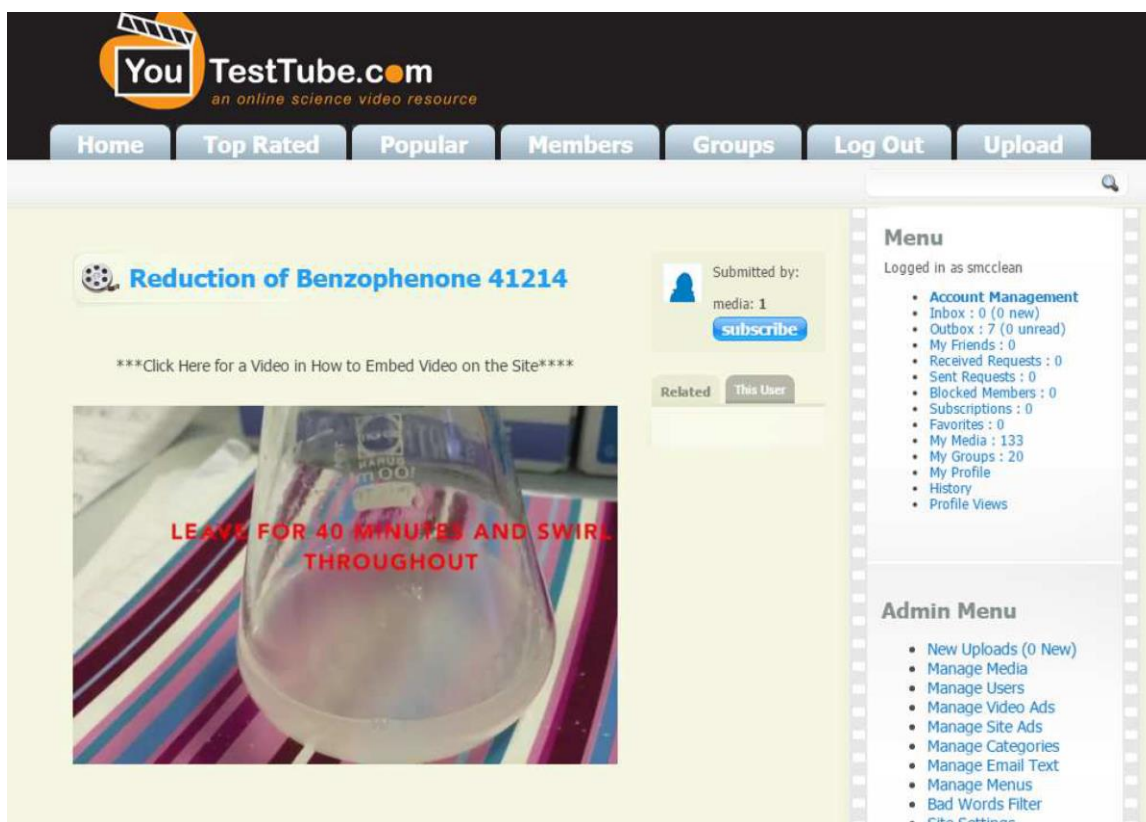 You TestTube.com
an online science video resource
Home Top Rated Popular Members Groups Log Out Upload
Reduction of Benzophenone 41214
***Click Here for a Video in How to Embed Video on the Site****
LEAVE FOR 40 MINUTES AND SWIRL
THROUGHOUT
Submitted by:
media: 1
subscribe
Related This User
Menu
Logged in as smcclean
Account Management
Inbox : 0 (0 new)
Outbox : 7 (0 unread)
My Friends : 0
Received Requests : 0
Sent Requests : 0
Blocked Members : 0
Subscriptions : 0
Favorites : 0
My Media : 133
My Groups : 20
My Profile
History
Profile Views
Admin Menu
New Uploads (0 New)
Manage Media
Manage Users
Manage Video Ads
Manage Site Ads
Manage Categories
Manage Email Text
Manage Menus
Bad Words Filter